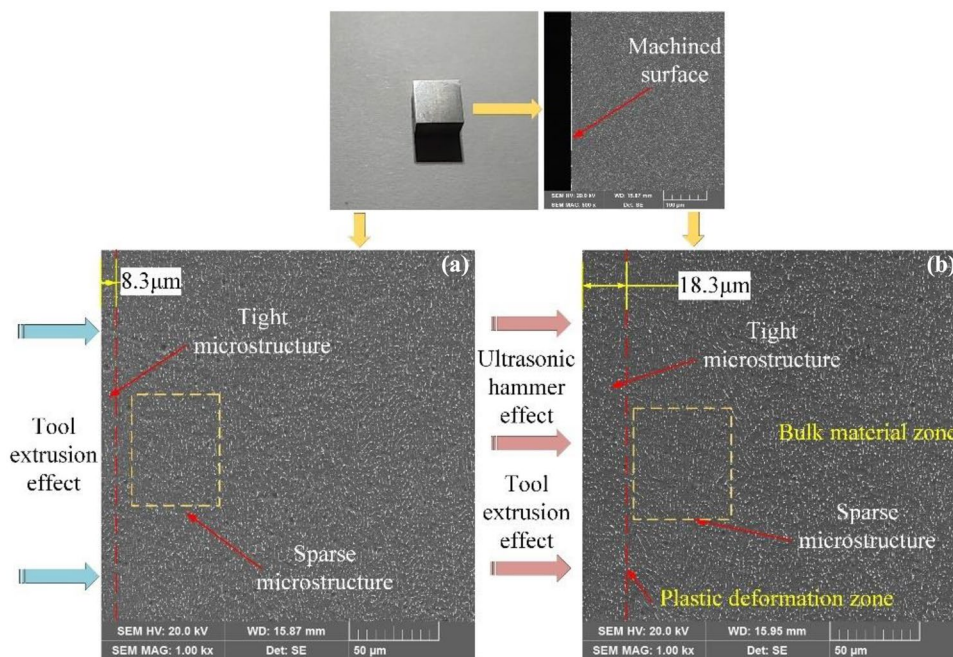 Machined
surface
SEM HV: 20.0 kV WD: 15.87 mm
SEM MAG: 500 x Det: SE 100 µm
(a)
8.3µm
Tight
microstructure
Tool
extrusion
effect
Sparse
microstructure
SEM HV: 20.0 kV WD: 15.87 mm
SEM MAG: 1.00 kx Det: SE 50 µm
Ultrasonic
hammer
effect
Tool
extrusion
effect
(b)
18.3µm
Tight
microstructure
Bulk material zone
Sparse
microstructure
Plastic deformation zone
SEM HV: 20.0 kV WD: 15.95 mm
SEM MAG: 1.00 kx Det: SE 50 µm